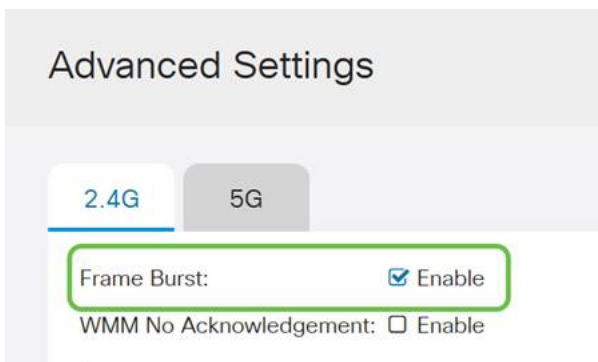 Advanced Settings
2.4G 5G
Frame Burst: Enable
WMM No Acknowledgement: Enable